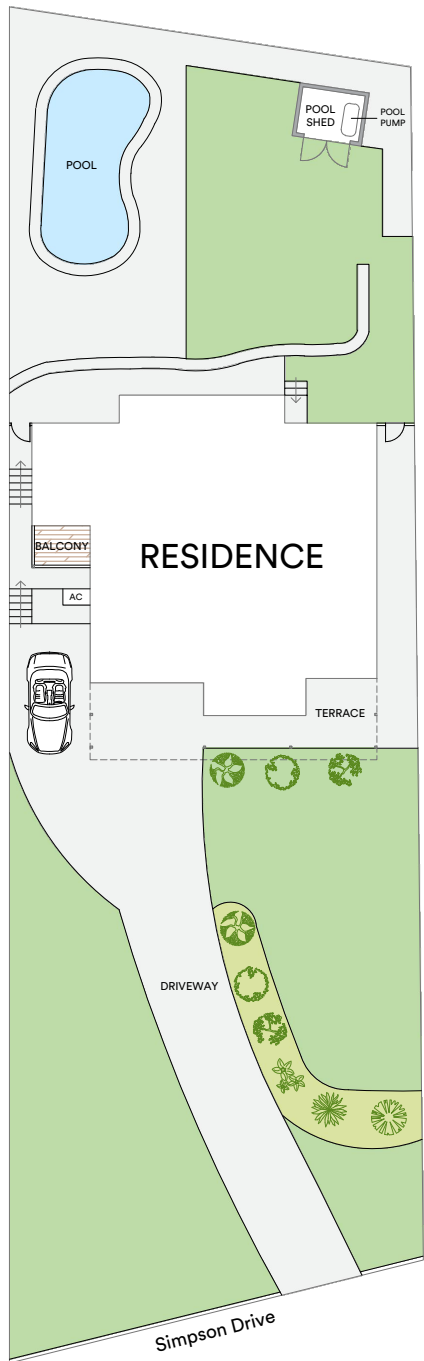 POOL
POOL
SHED
POOL
PUMP
BALCONY
RESIDENCE
AC
TERRACE
DRIVEWAY
Simpson Drive